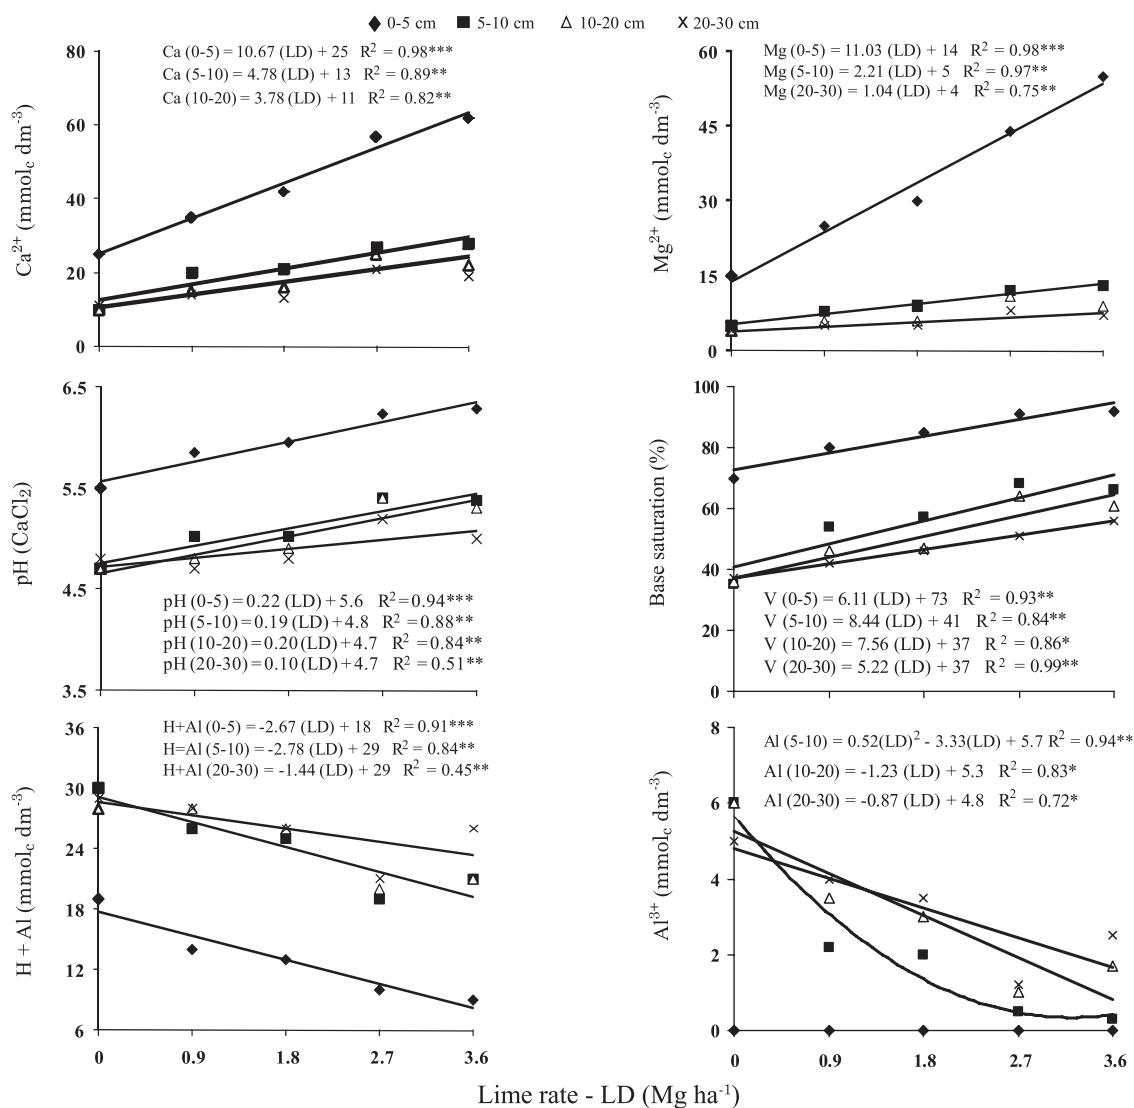 0-5 cm 5-10 cm 10-20 cm 20-30 cm
Ca (0-5) = 10.67 (LD) + 25 R² = 0.98***
Ca (5-10) = 4.78 (LD) + 13 R² = 0.89**
Ca (10-20) = 3.78 (LD) + 11 R² = 0.82**
Ca²⁺ (mmol꜀ dm⁻³)
80
60
40
20
0
Mg (0-5) = 11.03 (LD) + 14 R² = 0.98***
Mg (5-10) = 2.21 (LD) + 5 R² = 0.97**
Mg (20-30) = 1.04 (LD) + 4 R² = 0.75**
Mg²⁺ (mmol꜀ dm⁻³)
60
45
30
15
0
pH (CaCl₂)
6.5
5.5
4.5
3.5
pH (0-5) = 0.22 (LD) + 5.6 R² = 0.94***
pH (5-10) = 0.19 (LD) + 4.8 R² = 0.88**
pH (10-20) = 0.20 (LD) + 4.7 R² = 0.84**
pH (20-30) = 0.10 (LD) + 4.7 R² = 0.51**
Base saturation (%)
100
80
60
40
20
0
V (0-5) = 6.11 (LD) + 73 R² = 0.93**
V (5-10) = 8.44 (LD) + 41 R² = 0.84**
V (10-20) = 7.56 (LD) + 37 R² = 0.86*
V (20-30) = 5.22 (LD) + 37 R² = 0.99**
H+Al (0-5) = -2.67 (LD) + 18 R² = 0.91***
H=Al (5-10) = -2.78 (LD) + 29 R² = 0.84**
H+Al (20-30) = -1.44 (LD) + 29 R² = 0.45**
H + Al (mmol꜀ dm⁻³)
36
30
24
18
12
6
0 0.9 1.8 2.7 3.6
Al (5-10) = 0.52(LD)² - 3.33(LD) + 5.7 R² = 0.94**
Al (10-20) = -1.23 (LD) + 5.3 R² = 0.83*
Al (20-30) = -0.87 (LD) + 4.8 R² = 0.72*
Al³⁺ (mmol꜀ dm⁻³)
8
6
4
2
0
0 0.9 1.8 2.7 3.6
Lime rate - LD (Mg ha⁻¹)